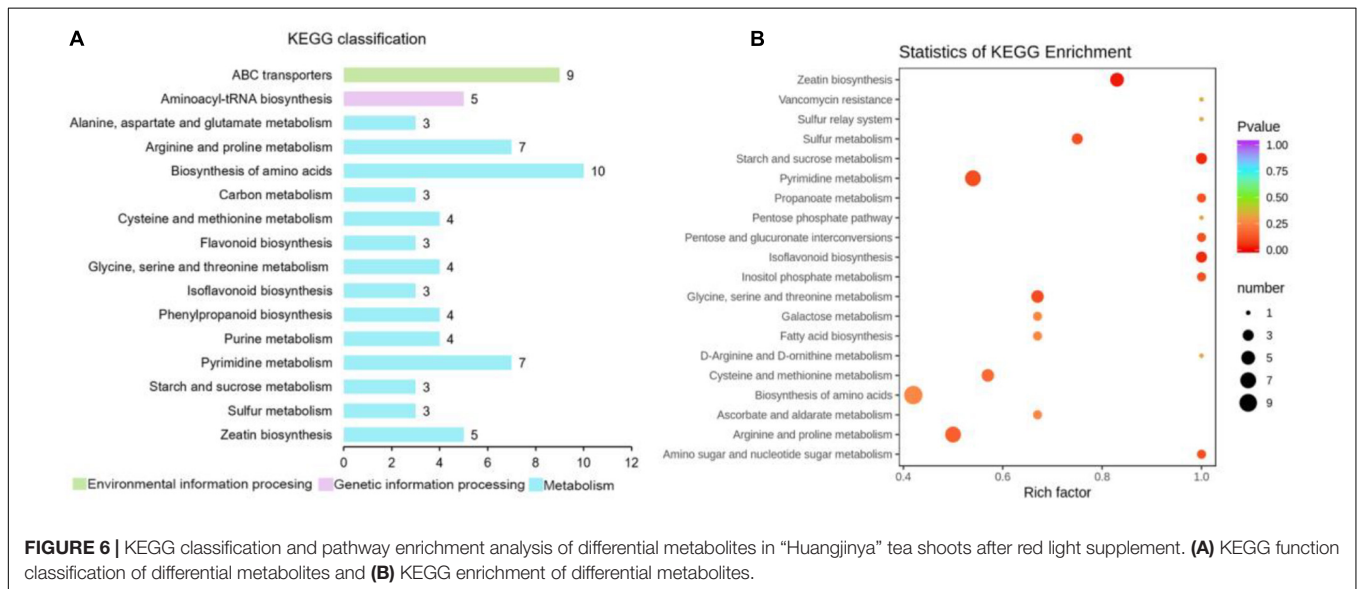 A
KEGG classification
ABC transporters 9
Aminoacyl-tRNA biosynthesis 5
Alanine, aspartate and glutamate metabolism 3
Arginine and proline metabolism 7
Biosynthesis of amino acids 10
Carbon metabolism 3
Cysteine and methionine metabolism 4
Flavonoid biosynthesis 3
Glycine, serine and threonine metabolism 4
Isoflavonoid biosynthesis 3
Phenylpropanoid biosynthesis 4
Purine metabolism 4
Pyrimidine metabolism 7
Starch and sucrose metabolism 3
Sulfur metabolism 3
Zeatin biosynthesis 5
0 2 4 6 8 10 12
Environmental information procesing Genetic information processing Metabolism
B
Statistics of KEGG Enrichment
Zeatin biosynthesis
Vancomycin resistance
Sulfur relay system
Sulfur metabolism
Starch and sucrose metabolism
Pyrimidine metabolism
Propanoate metabolism
Pentose phosphate pathway
Pentose and glucuronate interconversions
Isoflavonoid biosynthesis
Inositol phosphate metabolism
Glycine, serine and threonine metabolism
Galactose metabolism
Fatty acid biosynthesis
D-Arginine and D-ornithine metabolism
Cysteine and methionine metabolism
Biosynthesis of amino acids
Ascorbate and aldarate metabolism
Arginine and proline metabolism
Amino sugar and nucleotide sugar metabolism
0.4 0.6 0.8 1.0
Rich factor
Pvalue
1.00
0.75
0.50
0.25
0.00
number
1
3
5
7
9
FIGURE 6 | KEGG classification and pathway enrichment analysis of differential metabolites in “Huangjinya” tea shoots after red light supplement. (A) KEGG function
classification of differential metabolites and (B) KEGG enrichment of differential metabolites.